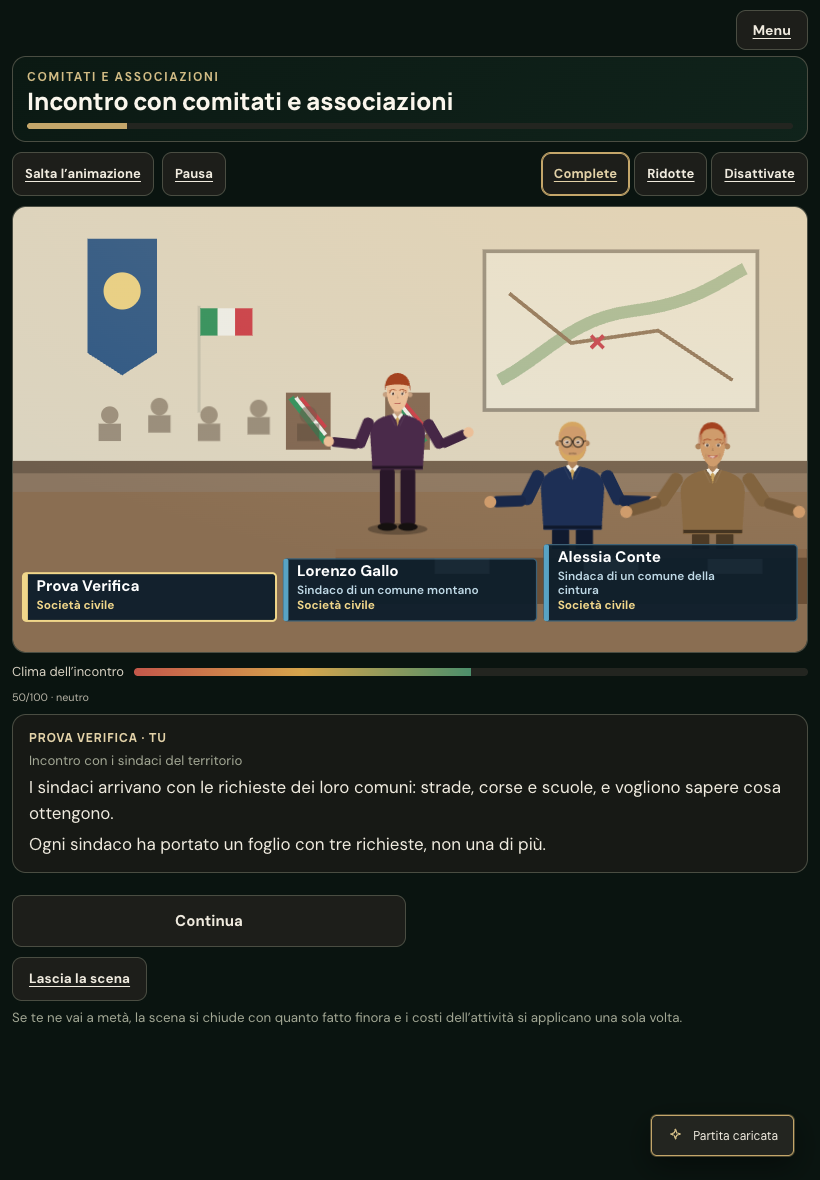 Menu
COMITATI E ASSOCIAZIONI
Incontro con comitati e associazioni
Salta l’animazione
Pausa
Complete
Ridotte
Disattivate
Prova Verifica
Società civile
Lorenzo Gallo
Sindaco di un comune montano
Società civile
Alessia Conte
Sindaca di un comune della
cintura
Società civile
Clima dell’incontro
50/100 · neutro
PROVA VERIFICA · TU
Incontro con i sindaci del territorio
I sindaci arrivano con le richieste dei loro comuni: strade, corse e scuole, e vogliono sapere cosa
ottengono.
Ogni sindaco ha portato un foglio con tre richieste, non una di più.
Continua
Lascia la scena
Se te ne vai a metà, la scena si chiude con quanto fatto finora e i costi dell’attività si applicano una sola volta.
Partita caricata